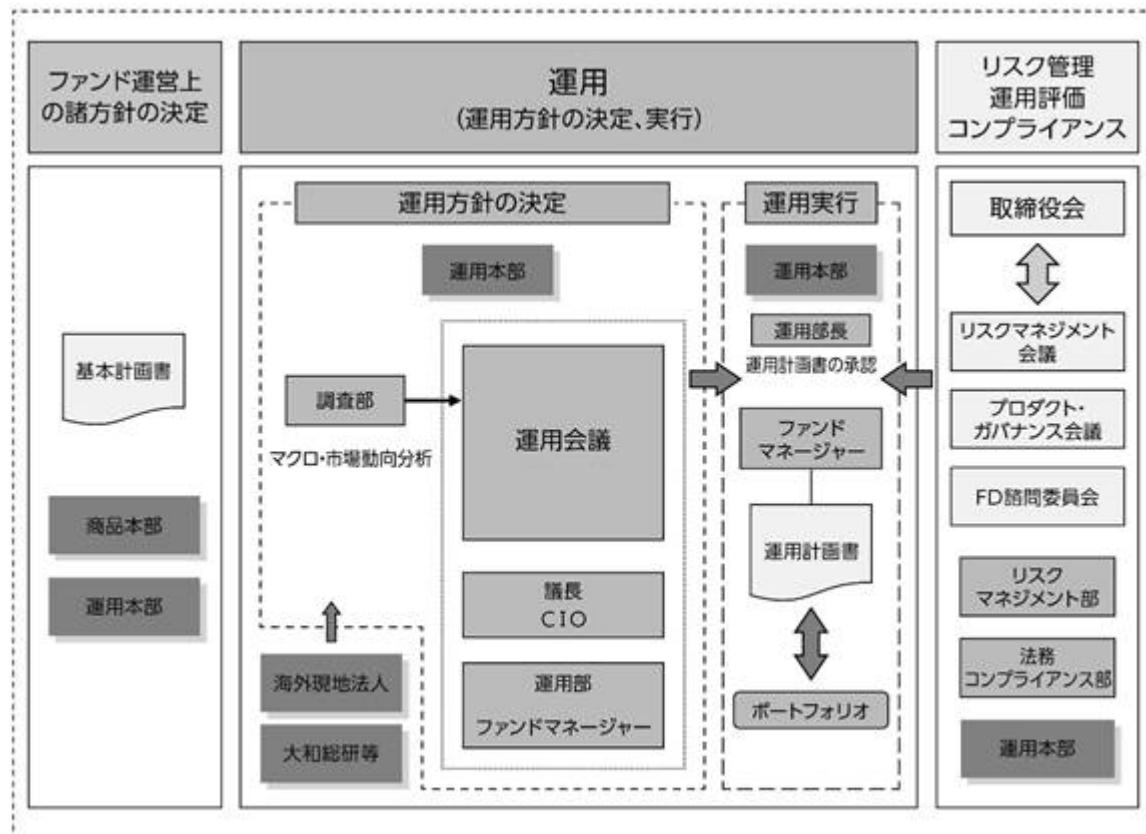 ファンド運営上
の諸方針の決定
運用
(運用方針の決定、実行)
リスク管理
運用評価
コンプライアンス
基本計画書
商品本部
運用本部
運用方針の決定
運用本部
調査部
マクロ・市場動向分析
運用会議
議長
CIO
運用部
ファンドマネージャー
海外現地法人
大和総研等
運用実行
運用本部
運用部長
運用計画書の承認
ファンド
マネージャー
運用計画書
ポートフォリオ
取締役会
リスクマネジメント
会議
プロダクト・
ガバナンス会議
FD諮問委員会
リスク
マネジメント部
法務
コンプライアンス部
運用本部